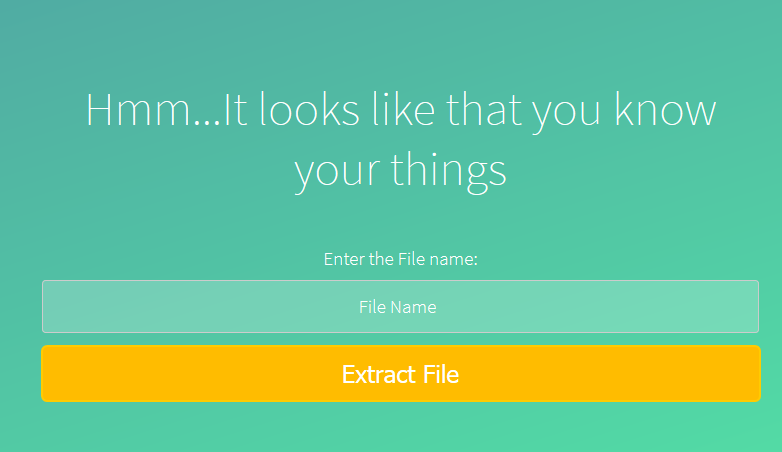 Hmm...It looks like that you know
your things
Enter the File name:
File Name
Extract File